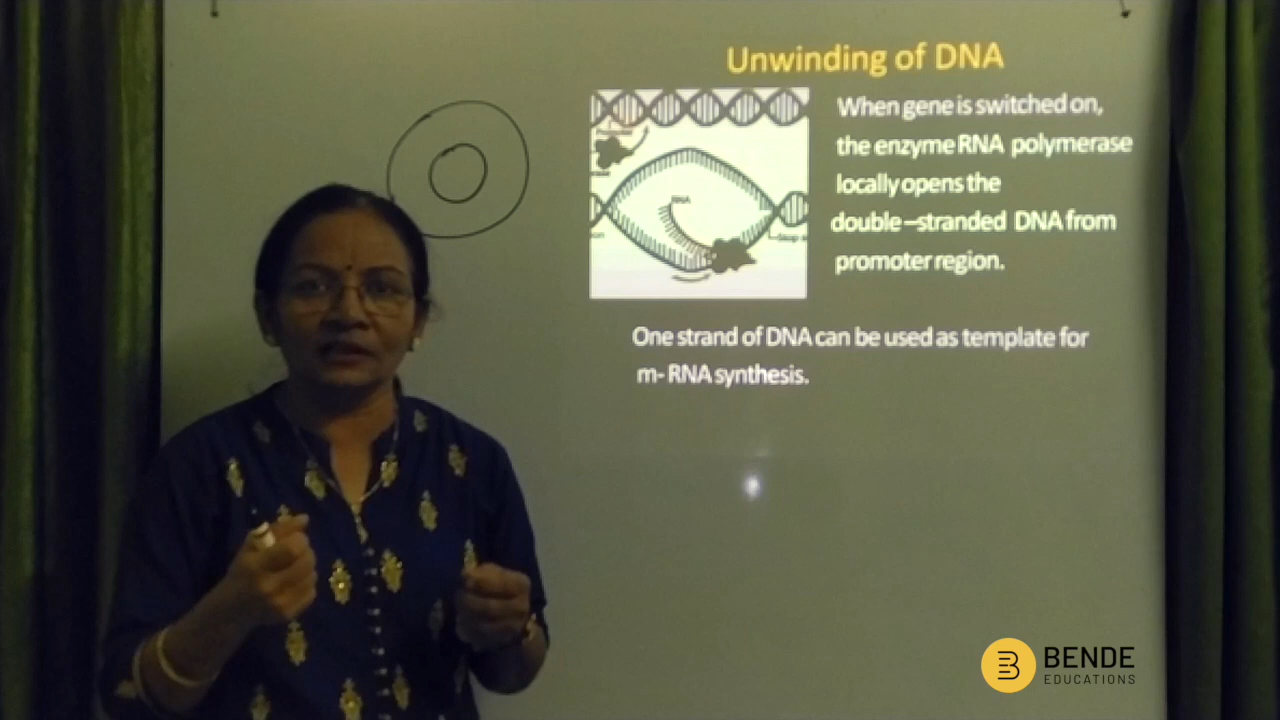 Unwinding of DNA
When gene is switched on,
the enzyme RNA polymerase
locally opens the
double-stranded DNA from
promoter region.
RNA
One strand of DNA can be used as template for
m- RNA synthesis.
BENDE
EDUCATIONS